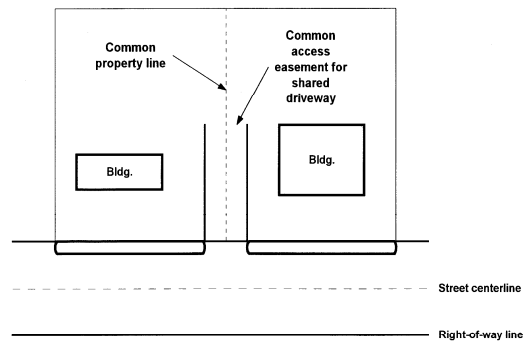 Common
property line
Common
access
easement for
shared
driveway
Bldg.
Bldg.
Street centerline
Right-of-way line